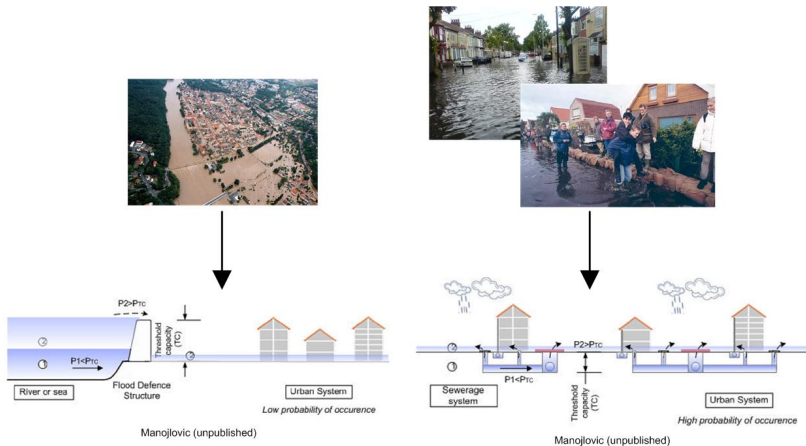 P2>PTC
2
1
P1<PTC
Threshold
capacity
(TC)
2
River or sea
Flood Defence
Structure
Urban System
Low probability of occurence
Manojlovic (unpublished)
2
P2>PTC
1
P1<PTC
Sewerage
system
Threshold
capacity
(TC)
Urban System
High probability of occurence
Manojlovic (unpublished)